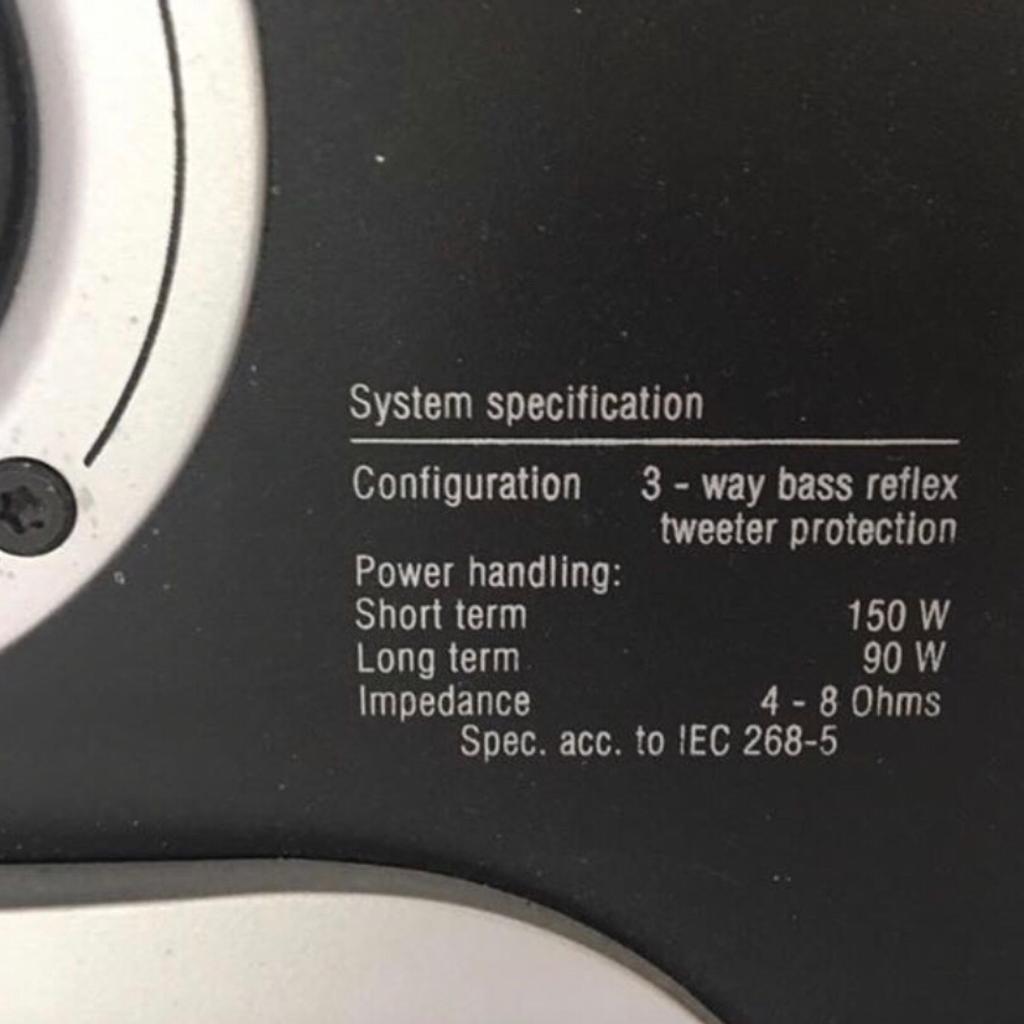 System specification
Configuration 3 - way bass reflex
tweeter protection
Power handling:
Short term 150 W
Long term 90 W
Impedance 4 - 8 Ohms
Spec. acc. to IEC 268-5